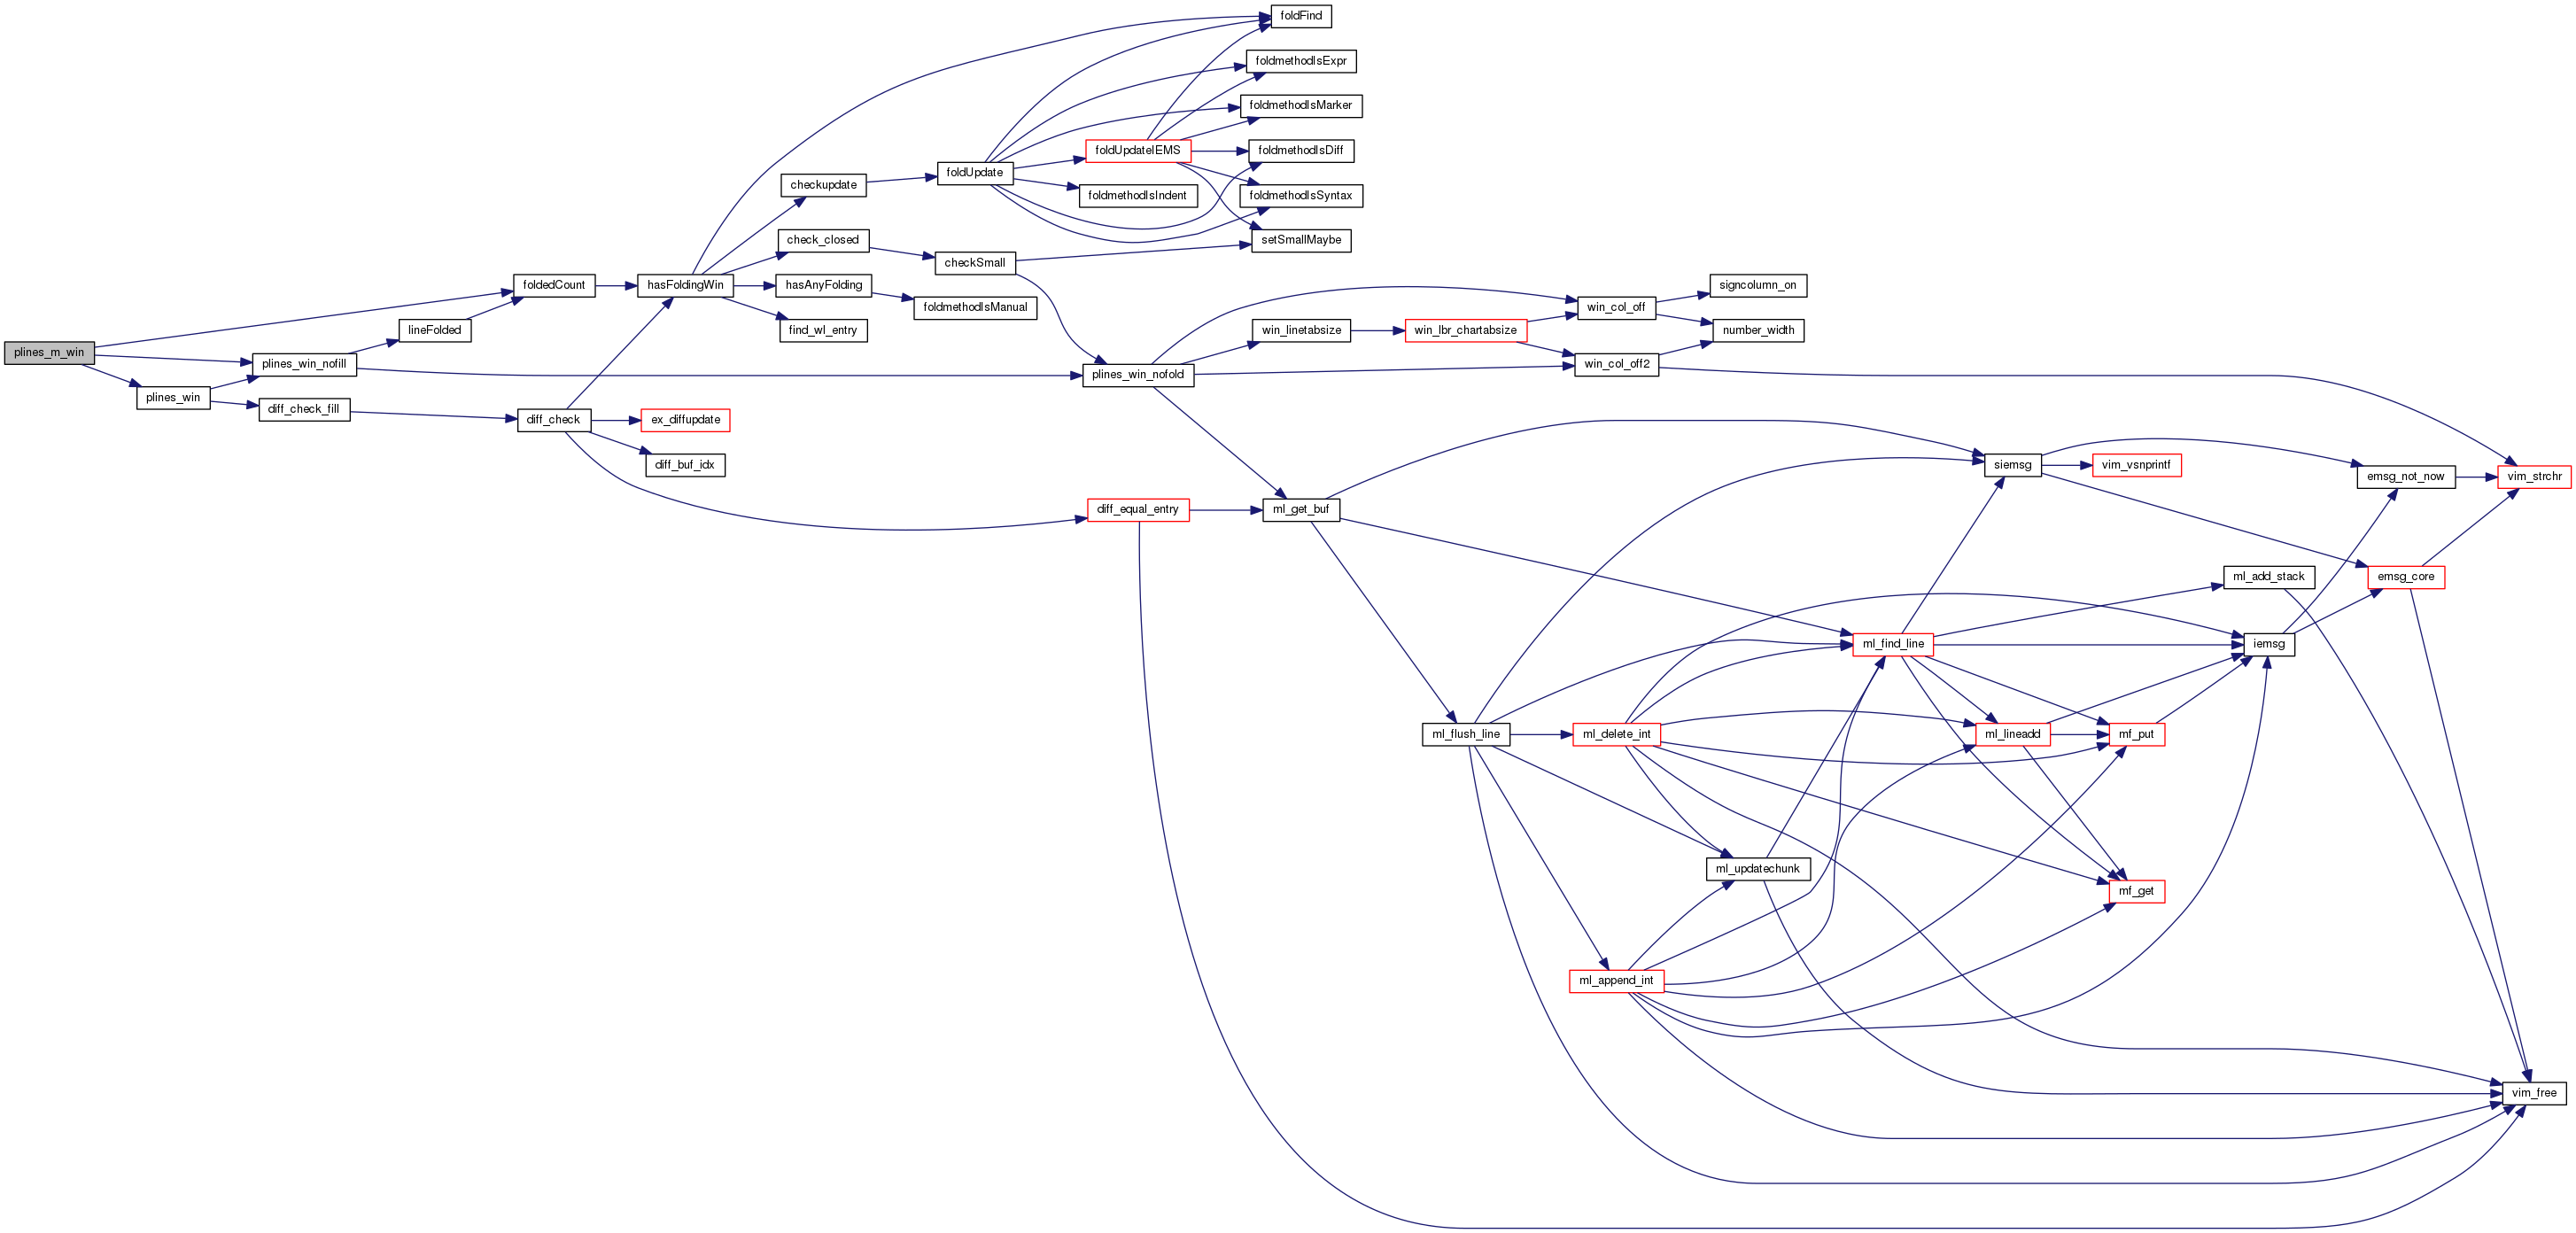 foldFind
foldmethodIsExpr
foldmethodIsMarker
foldUpdateIEMS
foldmethodIsDiff
foldUpdate
checkupdate
foldmethodIsIndent
foldmethodIsSyntax
check_closed
setSmallMaybe
checkSmall
foldedCount
hasFoldingWin
hasAnyFolding
signcolumn_on
foldmethodIsManual
win_col_off
lineFolded
find_wl_entry
win_linetabsize
win_lbr_chartabsize
number_width
plines_m_win
plines_win_nofill
win_col_off2
plines_win_nofold
plines_win
diff_check_fill
diff_check
ex_diffupdate
diff_buf_idx
siemsg
vim_vsnprintf
emsg_not_now
vim_strchr
diff_equal_entry
ml_get_buf
ml_add_stack
emsg_core
ml_find_line
iemsg
ml_flush_line
ml_delete_int
ml_lineadd
mf_put
ml_updatechunk
mf_get
ml_append_int
vim_free